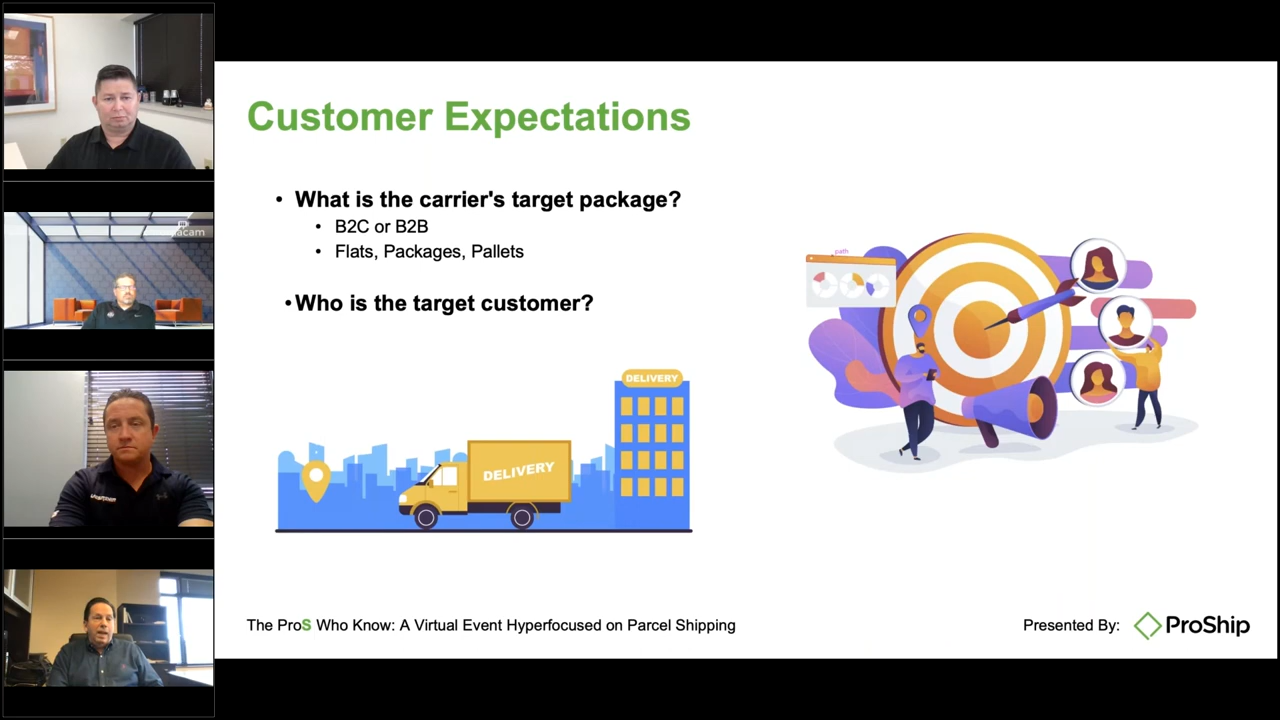 Customer Expectations
• What is the carrier's target package?
• B2C or B2B
• Flats, Packages, Pallets
•Who is the target customer?
path
DELIVERY
DELIVERY
The ProS Who Know: A Virtual Event Hyperfocused on Parcel Shipping
Presented By:
ProShip